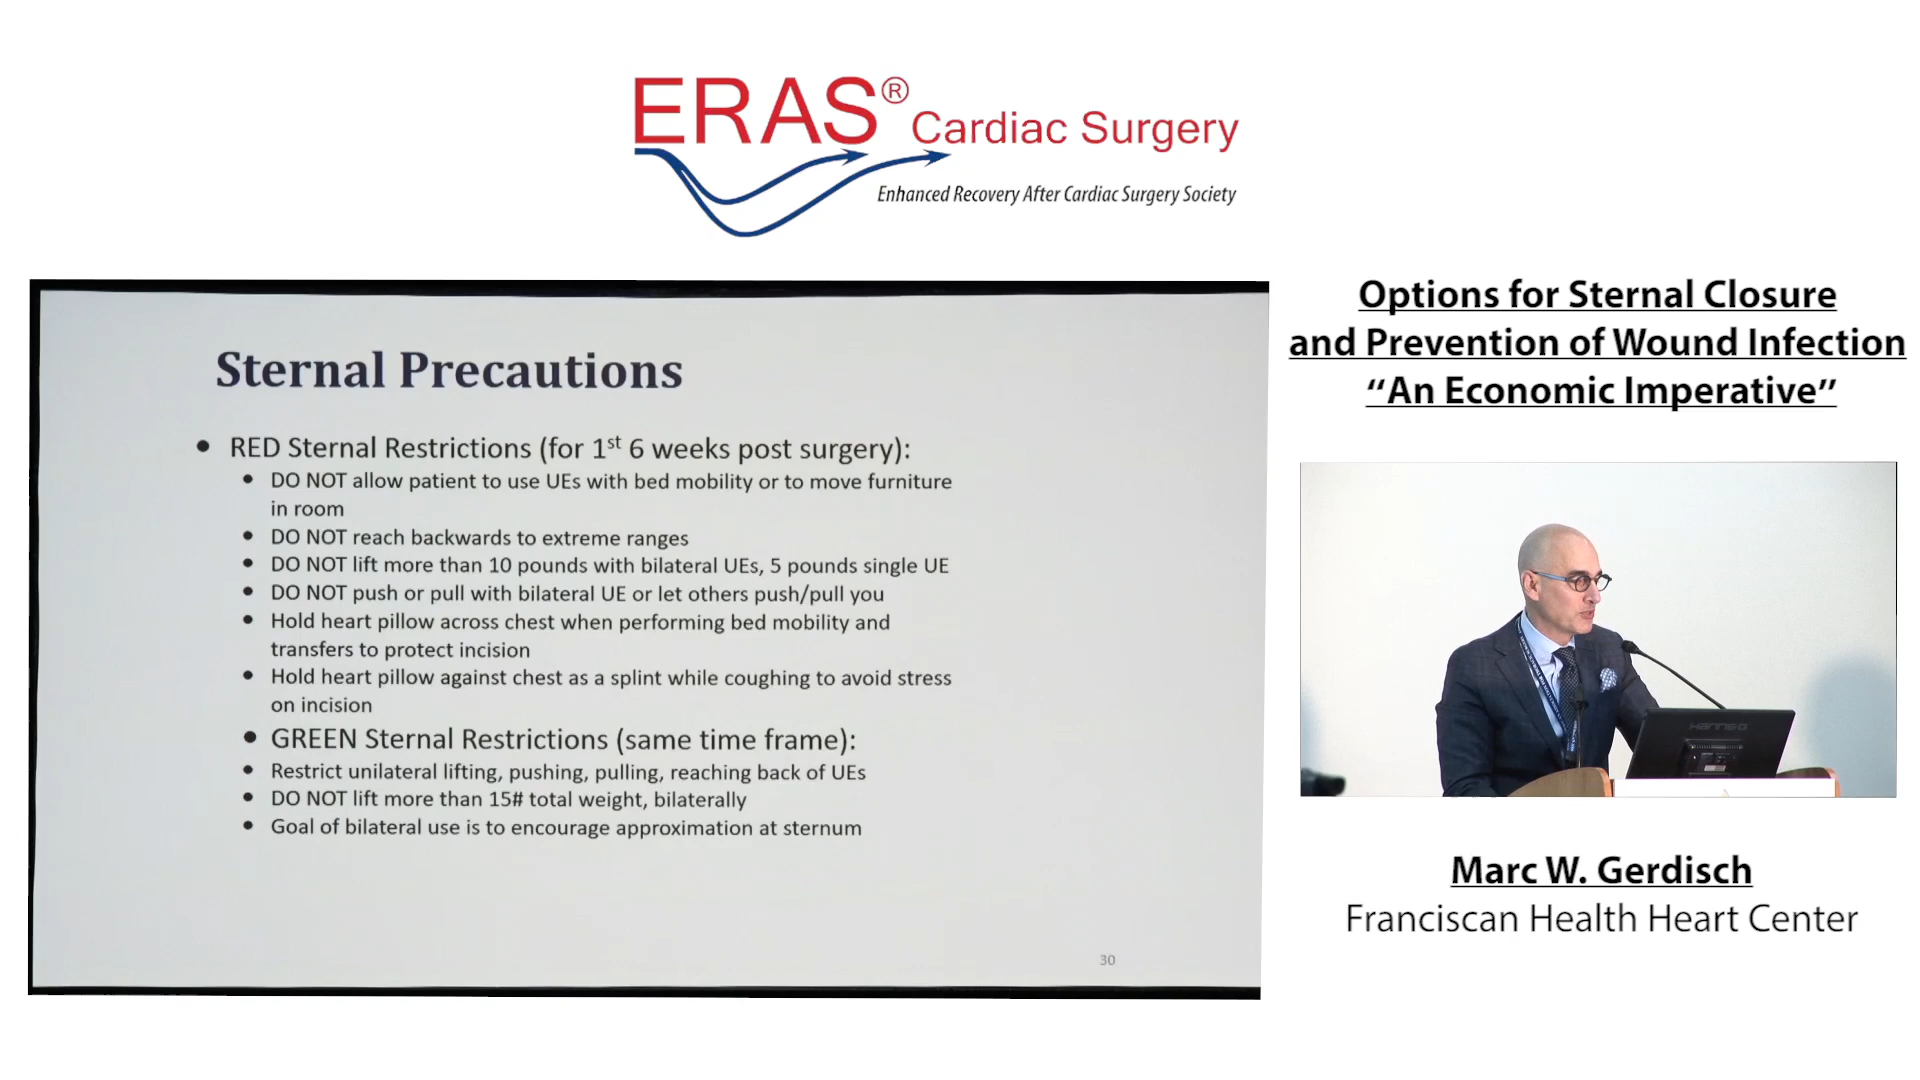 ERAS® Cardiac Surgery
Enhanced Recovery After Cardiac Surgery Society
Sternal Precautions
• RED Sternal Restrictions (for 1st 6 weeks post surgery):
• DO NOT allow patient to use UEs with bed mobility or to move furniture
in room
• DO NOT reach backwards to extreme ranges
• DO NOT lift more than 10 pounds with bilateral UEs, 5 pounds single UE
• DO NOT push or pull with bilateral UE or let others push/pull you
• Hold heart pillow across chest when performing bed mobility and
transfers to protect incision
• Hold heart pillow against chest as a splint while coughing to avoid stress
on incision
• GREEN Sternal Restrictions (same time frame):
• Restrict unilateral lifting, pushing, pulling, reaching back of UEs
• DO NOT lift more than 15# total weight, bilaterally
• Goal of bilateral use is to encourage approximation at sternum
30
Options for Sternal Closure
and Prevention of Wound Infection
“An Economic Imperative”
HANNS-G
Marc W. Gerdisch
Franciscan Health Heart Center